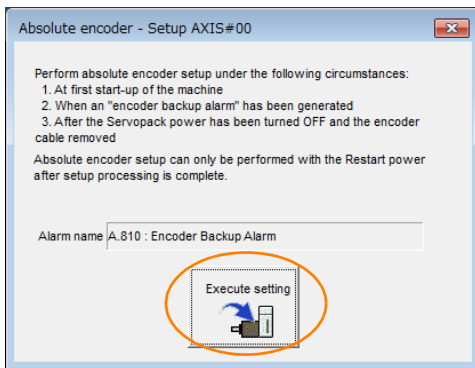 Absolute encoder - Setup AXIS#00
Perform absolute encoder setup under the following circumstances:
1. At first start-up of the machine
2. When an "encoder backup alarm" has been generated
3. After the Servopack power has been turned OFF and the encoder
cable removed
Absolute encoder setup can only be performed with the Restart power
after setup processing is complete.
Alarm name A.810 : Encoder Backup Alarm
Execute setting